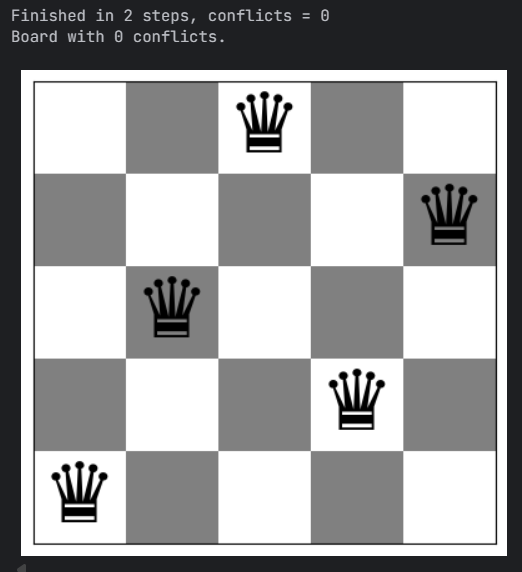 Finished in 2 steps, conflicts = 0
Board with 0 conflicts.